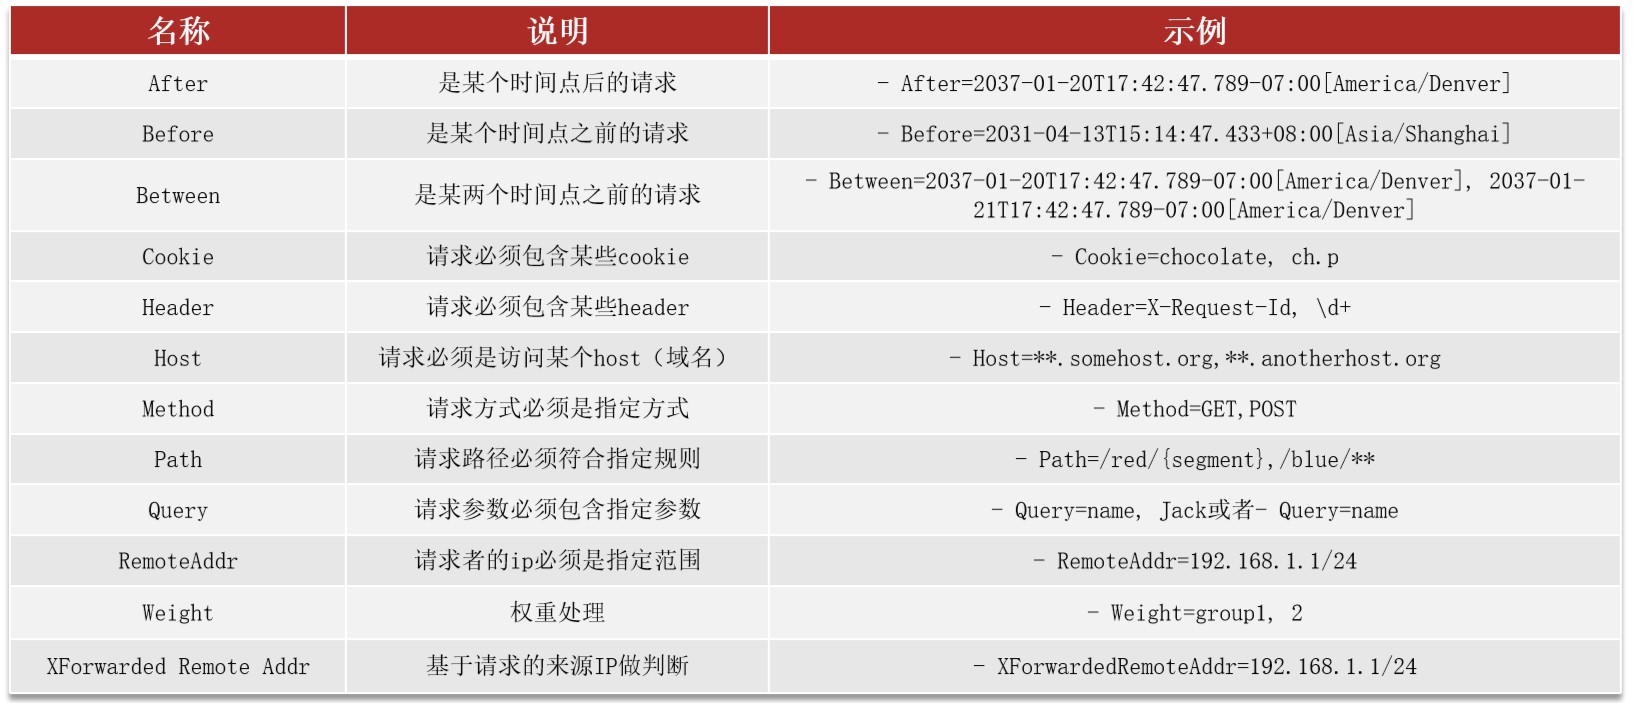 名称 说明 示例
After 是某个时间点后的请求 - After=2037-01-20T17:42:47.789-07:00[America/Denver]
Before 是某个时间点之前的请求 - Before=2031-04-13T15:14:47.433+08:00[Asia/Shanghai]
Between 是某两个时间点之前的请求 - Between=2037-01-20T17:42:47.789-07:00[America/Denver], 2037-01-
21T17:42:47.789-07:00[America/Denver]
Cookie 请求必须包含某些cookie - Cookie=chocolate, ch.p
Header 请求必须包含某些header - Header=X-Request-Id, \d+
Host 请求必须是访问某个host（域名） - Host=**.somehost.org,**.anotherhost.org
Method 请求方式必须是指定方式 - Method=GET,POST
Path 请求路径必须符合指定规则 - Path=/red/{segment},/blue/**
Query 请求参数必须包含指定参数 - Query=name, Jack或者- Query=name
RemoteAddr 请求者的ip必须是指定范围 - RemoteAddr=192.168.1.1/24
Weight 权重处理 - Weight=group1, 2
XForwarded Remote Addr 基于请求的来源IP做判断 - XForwardedRemoteAddr=192.168.1.1/24